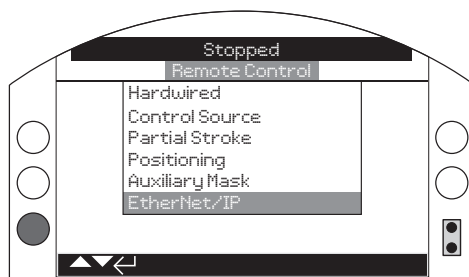 Stopped
Remote Control
Hardwired
Control Source
Partial Stroke
Positioning
Auxiliary Mask
EtherNet/IP